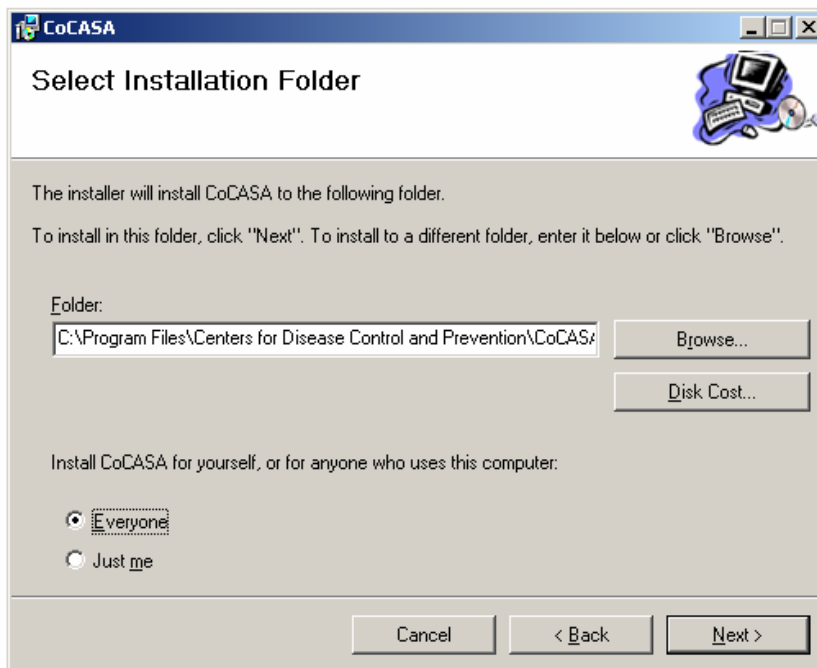 CoCASA
Select Installation Folder
The installer will install CoCASA to the following folder.
To install in this folder, click "Next". To install to a different folder, enter it below or click "Browse".
Folder:
C:\Program Files\Centers for Disease Control and Prevention\CoCASA
Browse...
Disk Cost...
Install CoCASA for yourself, or for anyone who uses this computer:
Everyone
Just me
Cancel
< Back
Next >